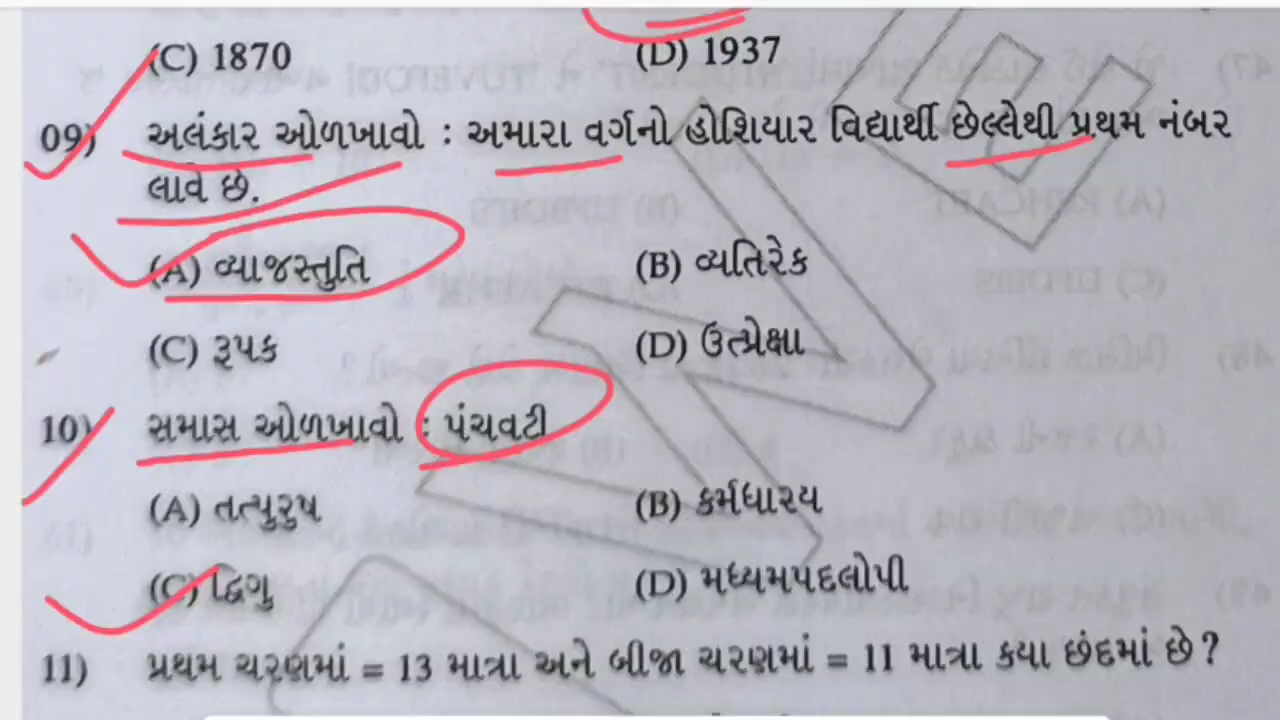 (C) 1870 (D) 1937
09) અલંકાર ઓળખાવો : અમારા વર્ગનો હોશિયાર વિદ્યાર્થી છેલ્લેથી પ્રથમ નંબર
લાવે છે.
(A) વ્યાજસ્તુતિ (B) વ્યતિરેક
(C) રૂપક (D) ઉત્પ્રેક્ષા
10) સમાસ ઓળખાવો : પંચવટી
(A) તત્પુરુષ (B) કર્મધારય
(C) દ્વિગુ (D) મધ્યમપદલોપી
11) પ્રથમ ચરણમાં = 13 માત્રા અને બીજા ચરણમાં = 11 માત્રા કયા છંદમાં છે ?